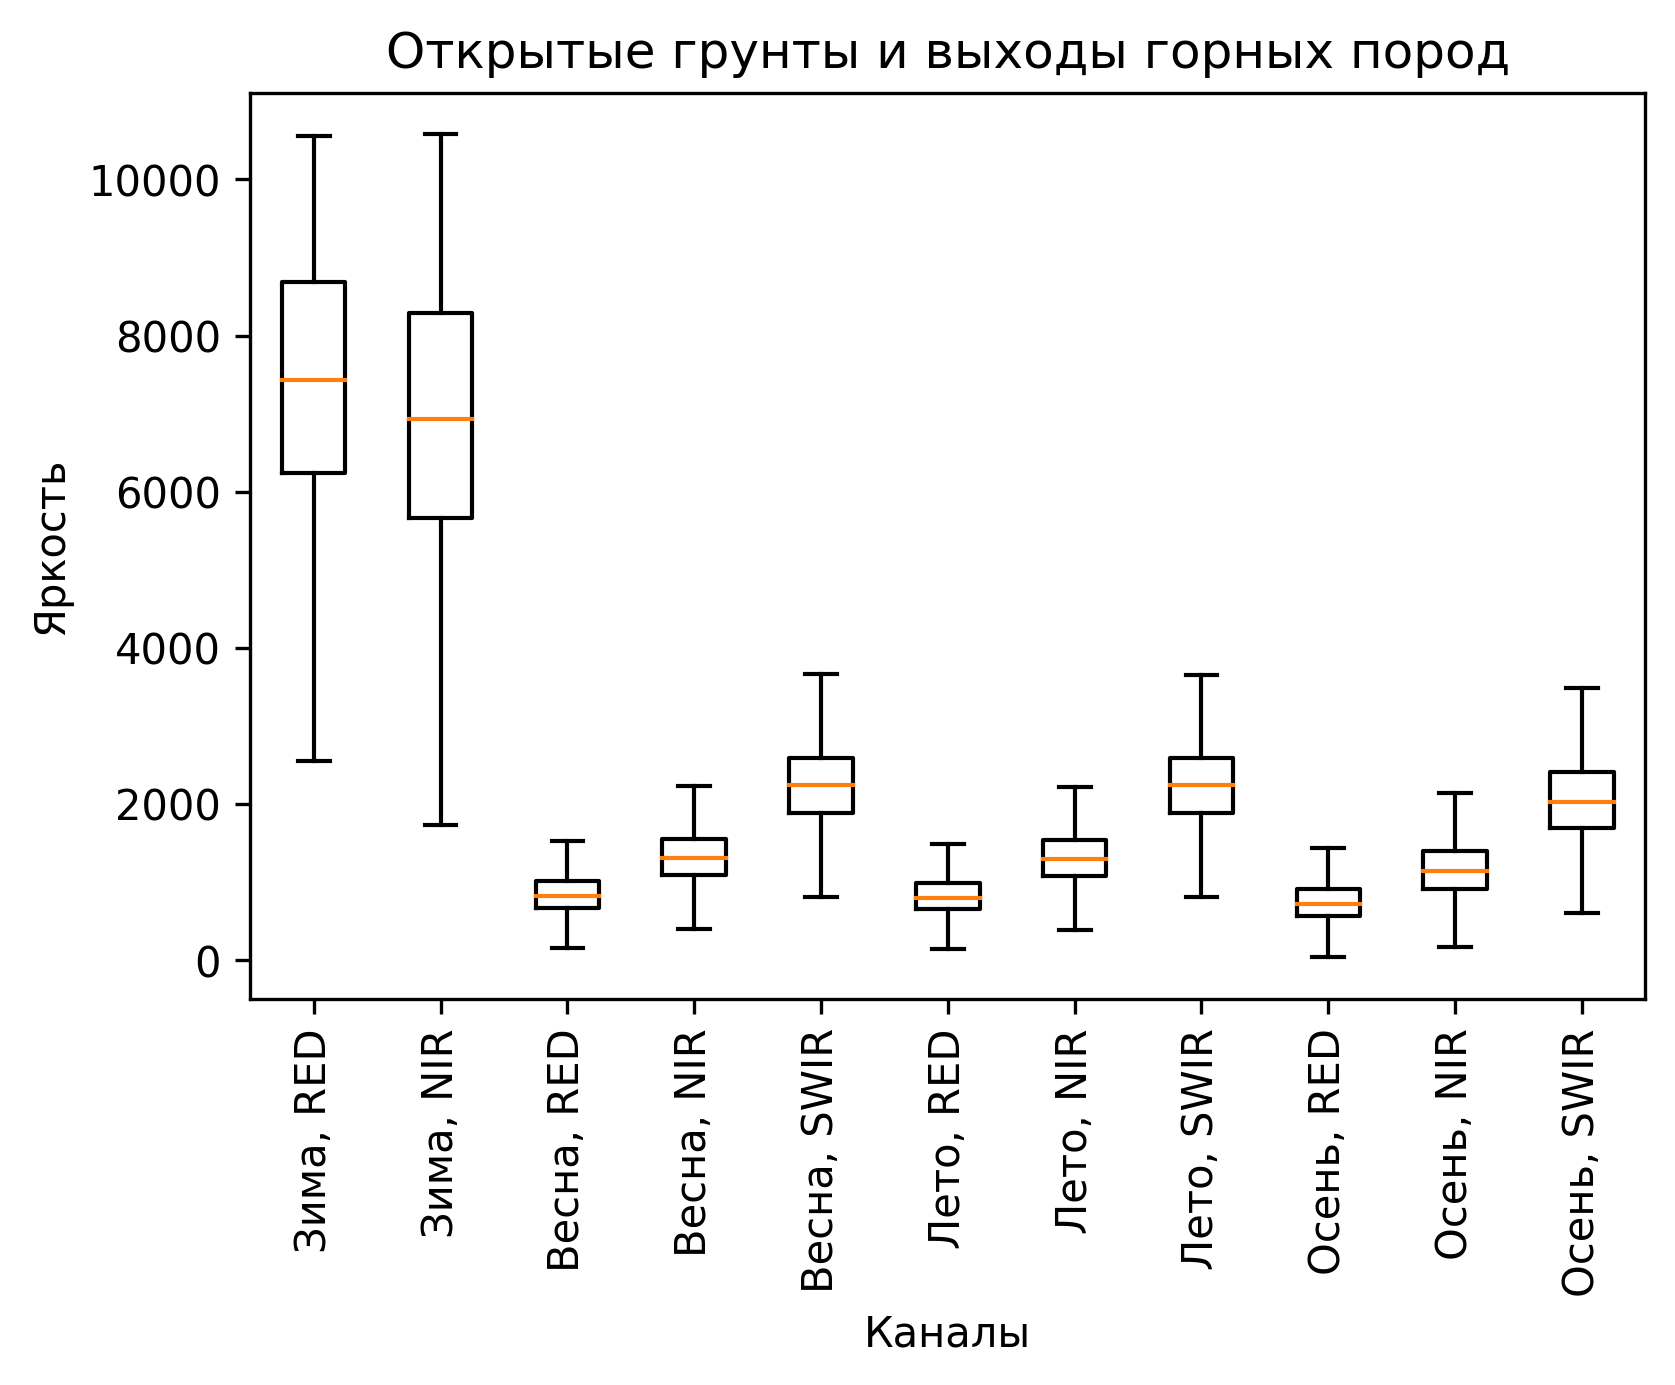 Открытые грунты и выходы горных пород
Яркость
10000
8000
6000
4000
2000
0
Зима, RED
Зима, NIR
Весна, RED
Весна, NIR
Весна, SWIR
Лето, RED
Лето, NIR
Лето, SWIR
Осень, RED
Осень, NIR
Осень, SWIR
Каналы